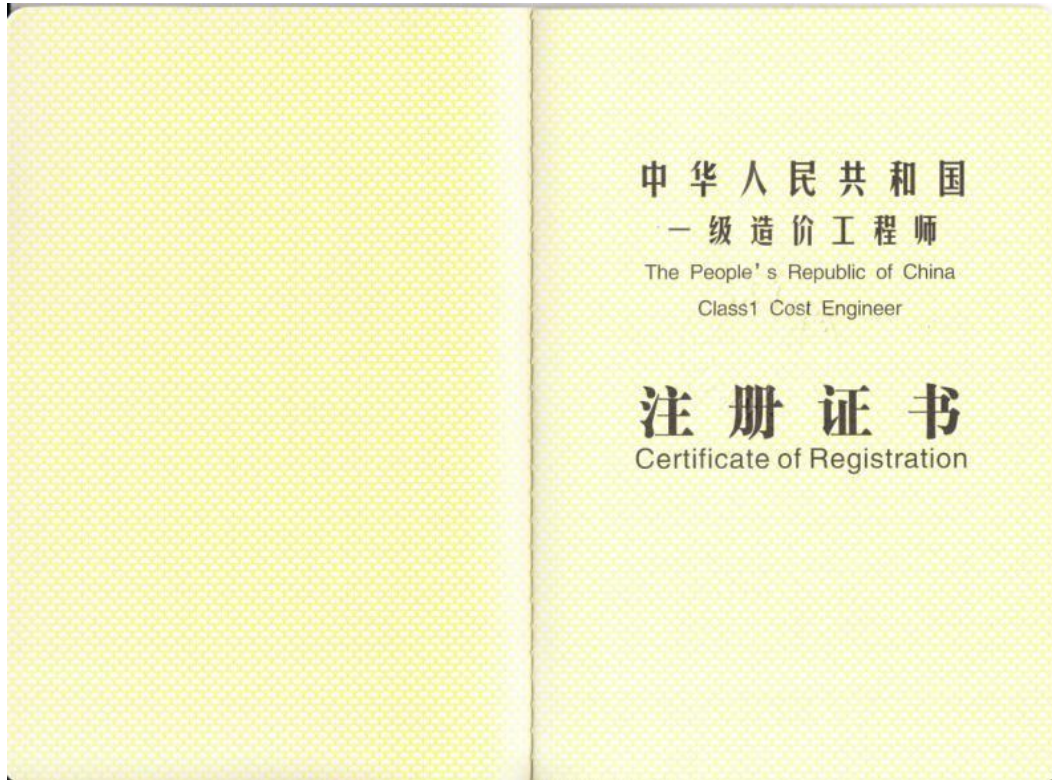 中华人民共和国
一级造价工程师
The People's Republic of China
Class1 Cost Engineer
注册证书
Certificate of Registration